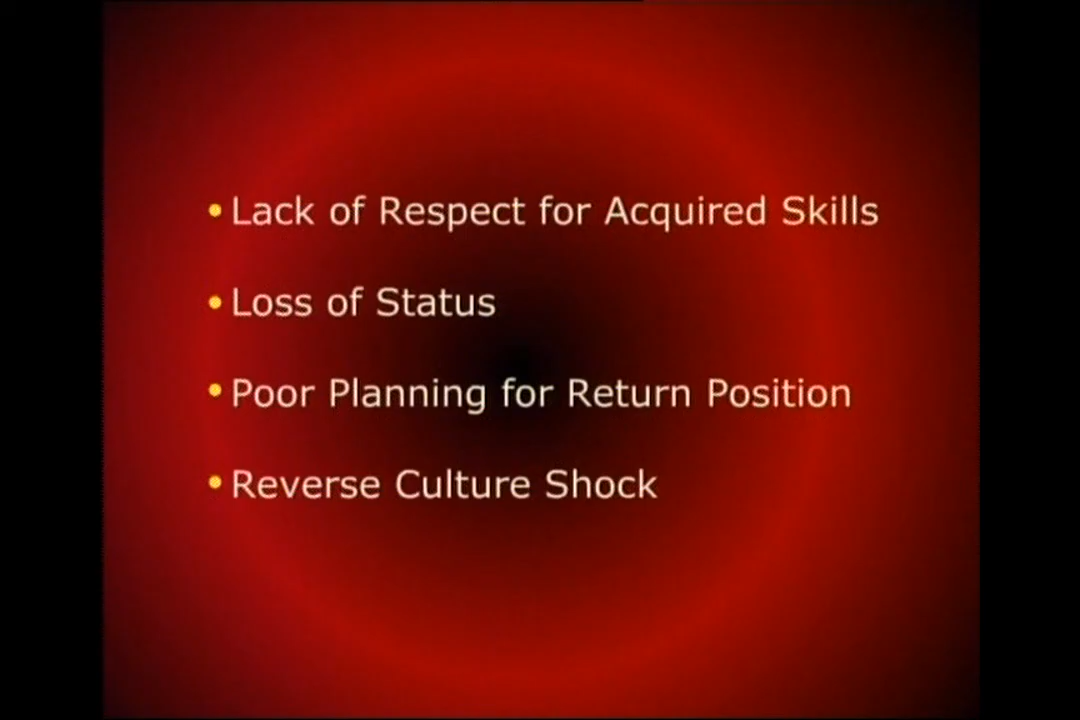 • Lack of Respect for Acquired Skills
• Loss of Status
• Poor Planning for Return Position
• Reverse Culture Shock